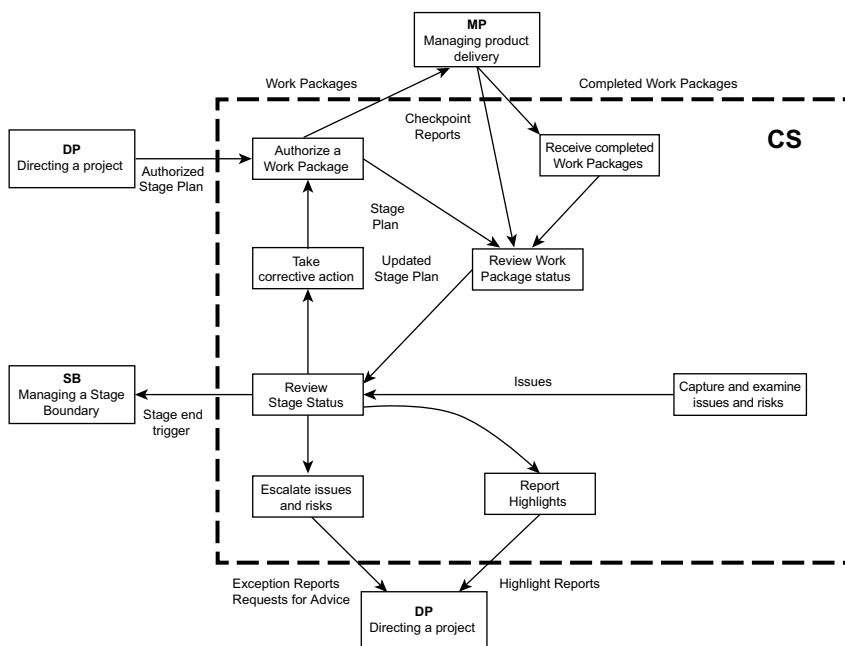 MP
Managing product
delivery
Work Packages
Completed Work Packages
Checkpoint
Reports
CS
DP
Directing a project
Authorized
Stage Plan
Authorize a
Work Package
Receive completed
Work Packages
Stage
Plan
Take
corrective action
Updated
Stage Plan
Review Work
Package status
SB
Managing a Stage
Boundary
Stage end
trigger
Review
Stage Status
Issues
Capture and examine
issues and risks
Escalate issues
and risks
Report
Highlights
Exception Reports
Requests for Advice
Highlight Reports
DP
Directing a project